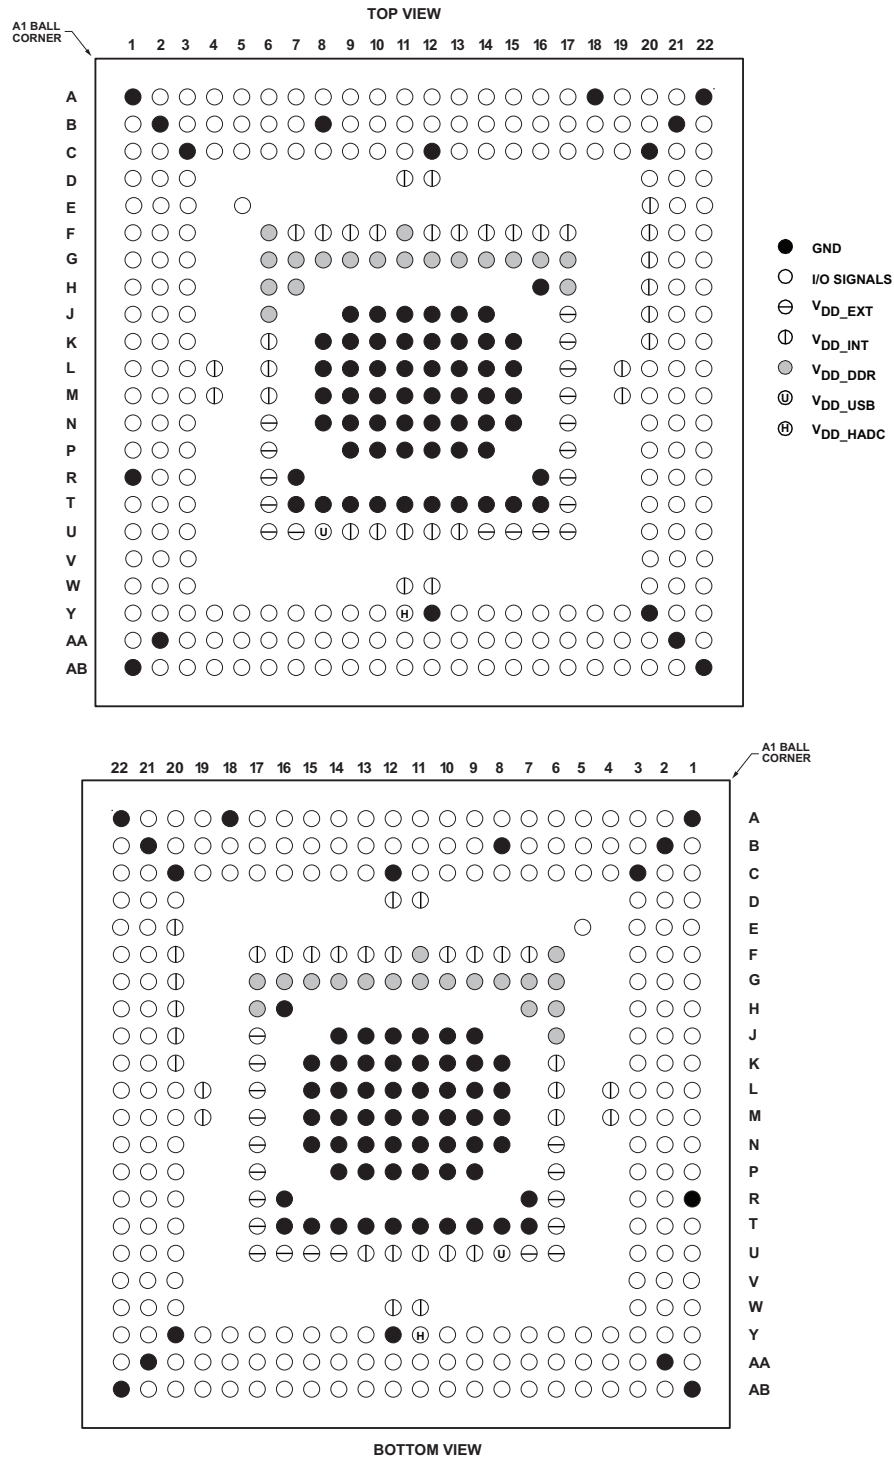 TOP VIEW
A1 BALL
CORNER
1 2 3 4 5 6 7 8 9 10 11 12 13 14 15 16 17 18 19 20 21 22
A
B
C
D
E
F
G
H
J
K
L
M
N
P
R
T
U
U
V
W
Y
H
AA
AB
GND
I/O SIGNALS
VDD_EXT
VDD_INT
VDD_DDR
U VDD_USB
H VDD_HADC
A1 BALL
CORNER
22 21 20 19 18 17 16 15 14 13 12 11 10 9 8 7 6 5 4 3 2 1
A
B
C
D
E
F
G
H
J
K
L
M
N
P
R
T
U U
V
W
H Y
AA
AB
BOTTOM VIEW